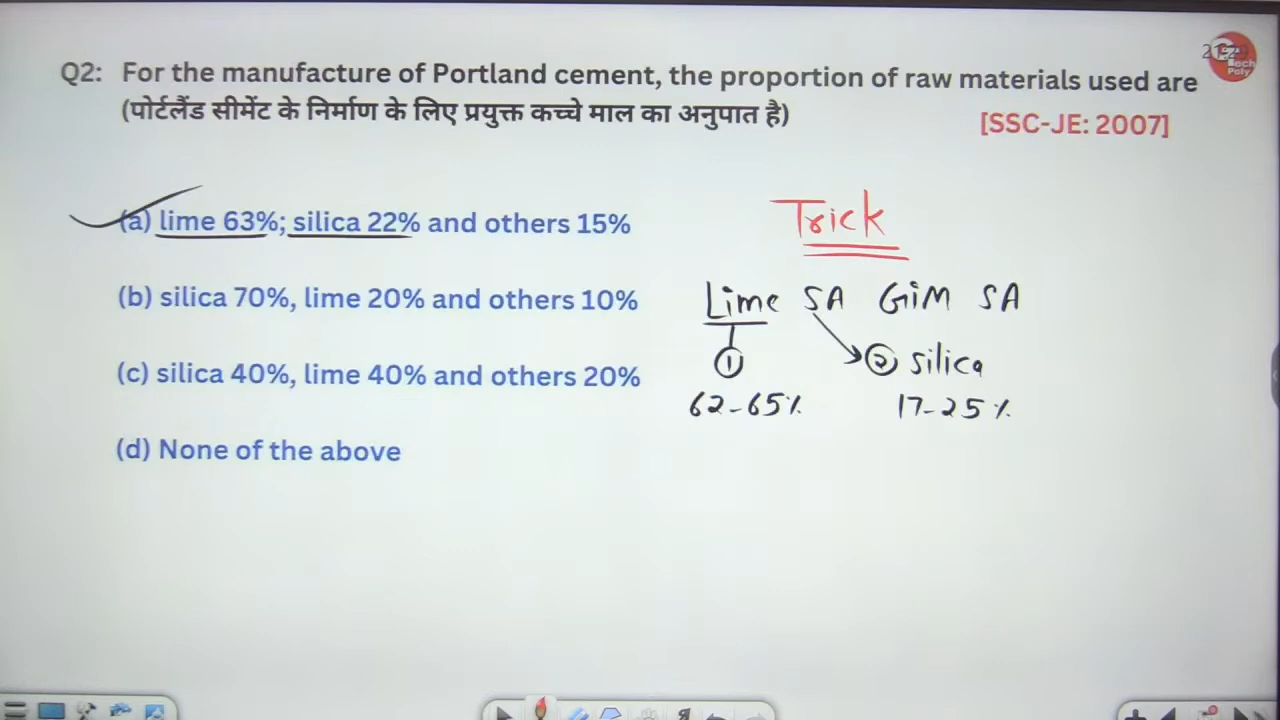 Q2: For the manufacture of Portland cement, the proportion of raw materials used are
(पोर्टलैंड सीमेंट के निर्माण के लिए प्रयुक्त कच्चे माल का अनुपात है)
[SSC-JE: 2007]
(a) lime 63%; silica 22% and others 15%
(b) silica 70%, lime 20% and others 10%
(c) silica 40%, lime 40% and others 20%
(d) None of the above
Trick
Lime SA GiM SA
① ② silica
62-65% 17-25%
Tech
Poly